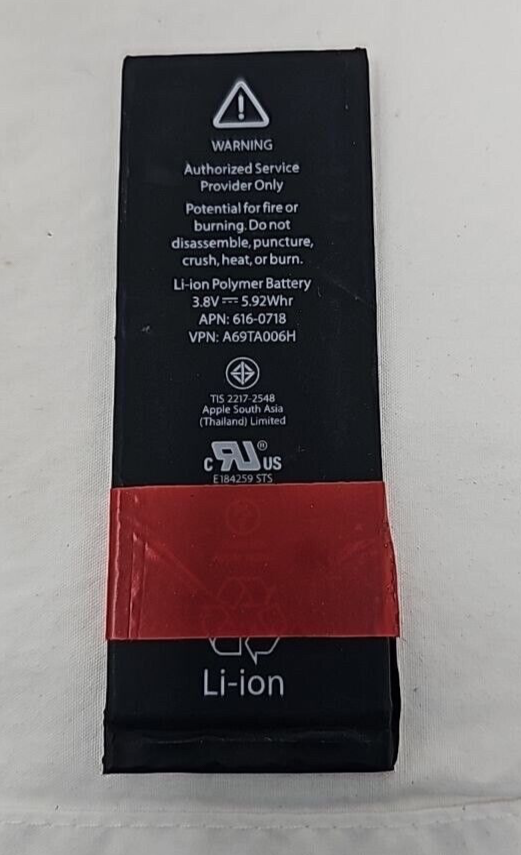 WARNING
Authorized Service
Provider Only
Potential for fire or
burning. Do not
disassemble, puncture,
crush, heat, or burn.
Li-ion Polymer Battery
3.8V ⎓ 5.92Whr
APN: 616-0718
VPN: A69TA006H
TIS 2217-2548
Apple South Asia
(Thailand) Limited
c RU ® US
E184259 STS
Li-ion